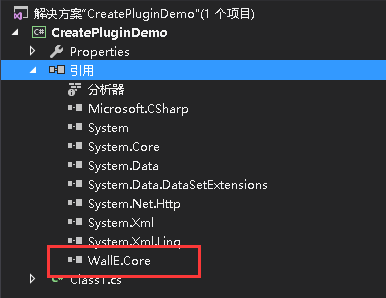 解决方案"CreatePluginDemo"(1 个项目)
CreatePluginDemo
Properties
引用
分析器
Microsoft.CSharp
System
System.Core
System.Data
System.Data.DataSetExtensions
System.Net.Http
System.Xml
System.Xml.Linq
WallE.Core
Class1.cs